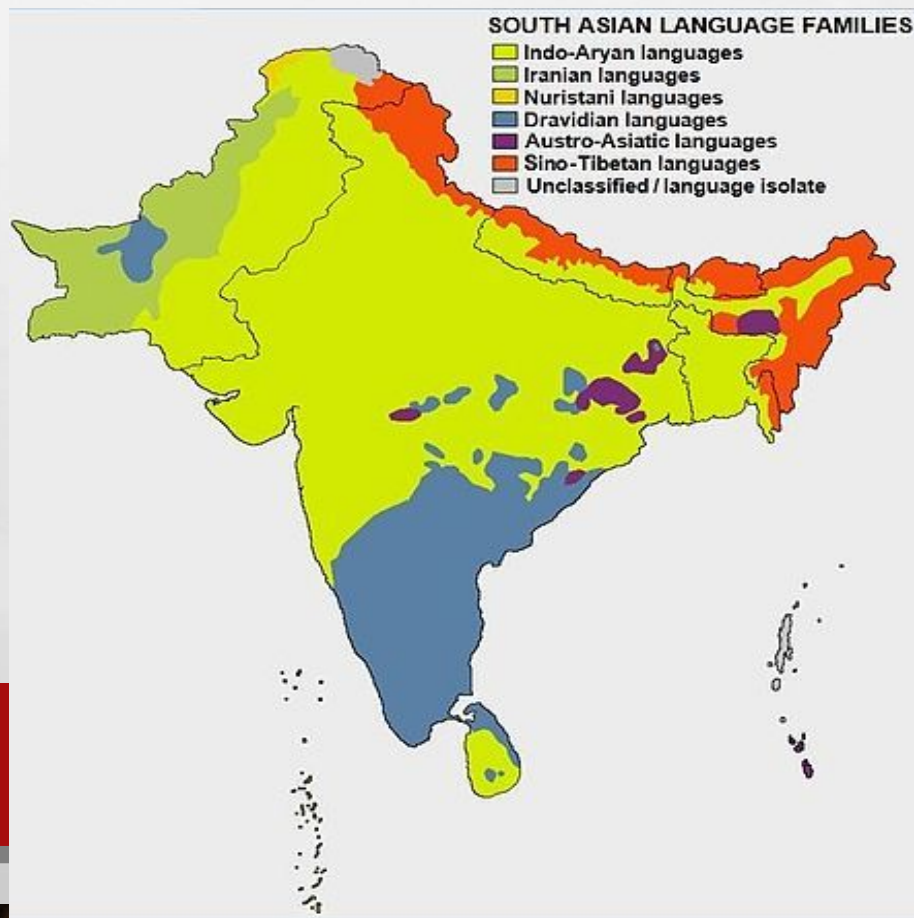 SOUTH ASIAN LANGUAGE FAMILIES
Indo-Aryan languages
Iranian languages
Nuristani languages
Dravidian languages
Austro-Asiatic languages
Sino-Tibetan languages
Unclassified / language isolate